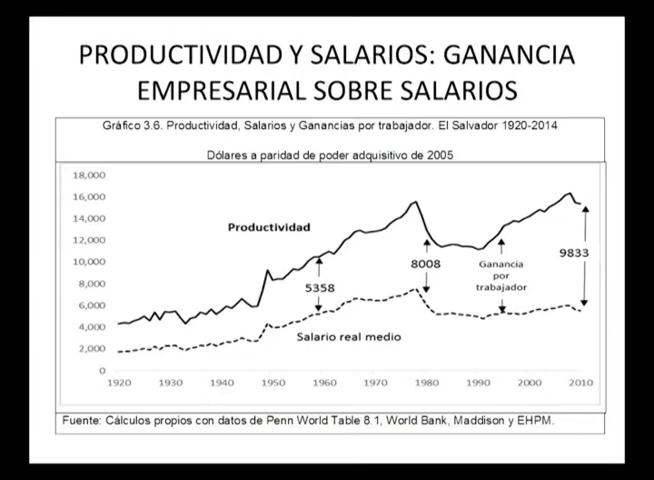 PRODUCTIVIDAD Y SALARIOS: GANANCIA
EMPRESARIAL SOBRE SALARIOS
Gráfico 3.6. Productividad, Salarios y Ganancias por trabajador. El Salvador 1920-2014
Dólares a paridad de poder adquisitivo de 2005
18,000
16,000
14,000
12,000
10,000
8,000
6,000
4,000
2,000
0
Productividad
5358
8008
Ganancia
por
trabajador
9833
Salario real medio
1920 1930 1940 1950 1960 1970 1980 1990 2000 2010
Fuente: Cálculos propios con datos de Penn World Table 8.1, World Bank, Maddison y EHPM.